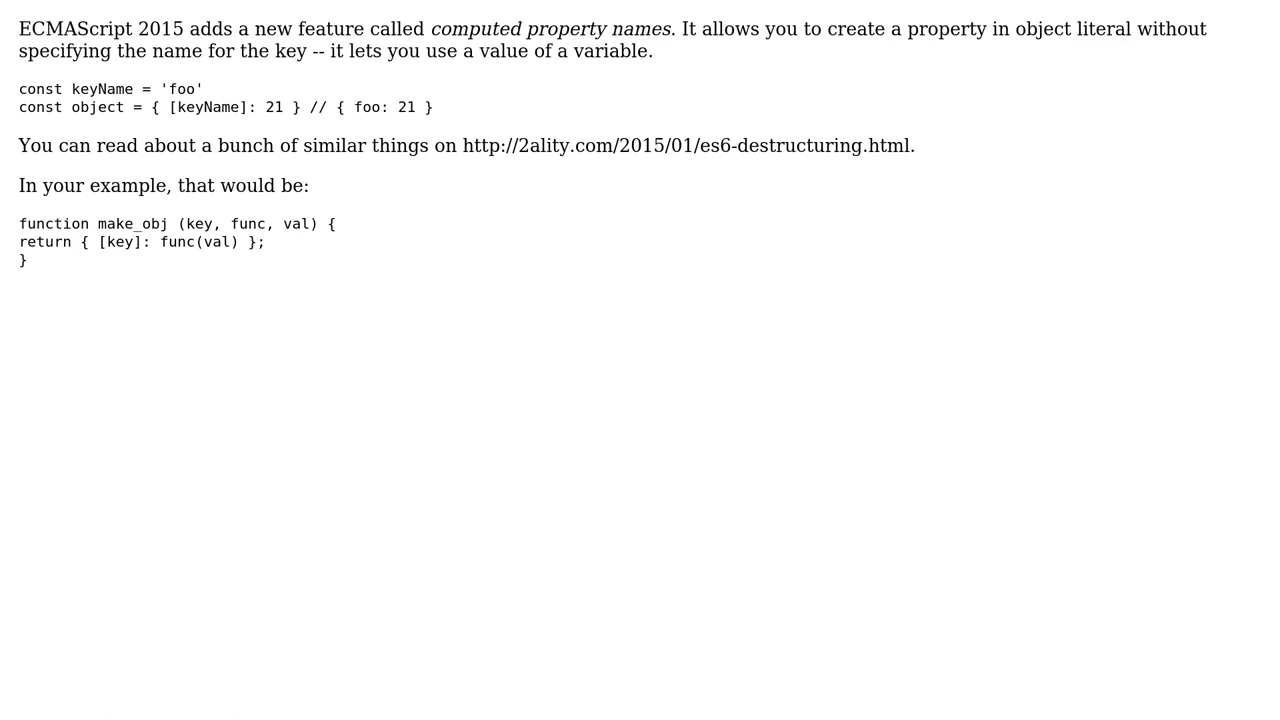 ECMAScript 2015 adds a new feature called computed property names. It allows you to create a property in object literal without
specifying the name for the key -- it lets you use a value of a variable.
const keyName = 'foo'
const object = { [keyName]: 21 } // { foo: 21 }
You can read about a bunch of similar things on http://2ality.com/2015/01/es6-destructuring.html.
In your example, that would be:
function make_obj (key, func, val) {
return { [key]: func(val) };
}